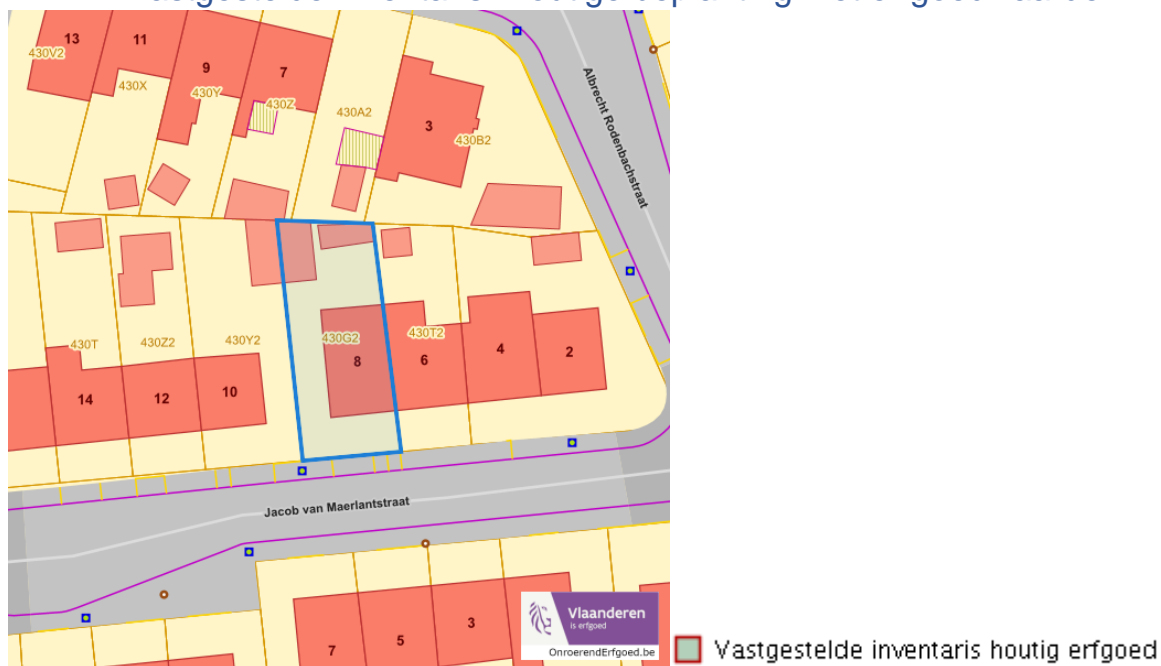 13
11
430V2
9
7
430X
430Y
430Z
430A2
3
430B2
Albrecht Rodenbachstraat
430T
430Z2
430Y2
430G2
430T2
8
6
4
2
14
12
10
Jacob van Maerlantstraat
7
5
3
Vlaanderen
is erfgoed
OnroerendErfgoed.be
Vastgestelde inventaris houtig erfgoed